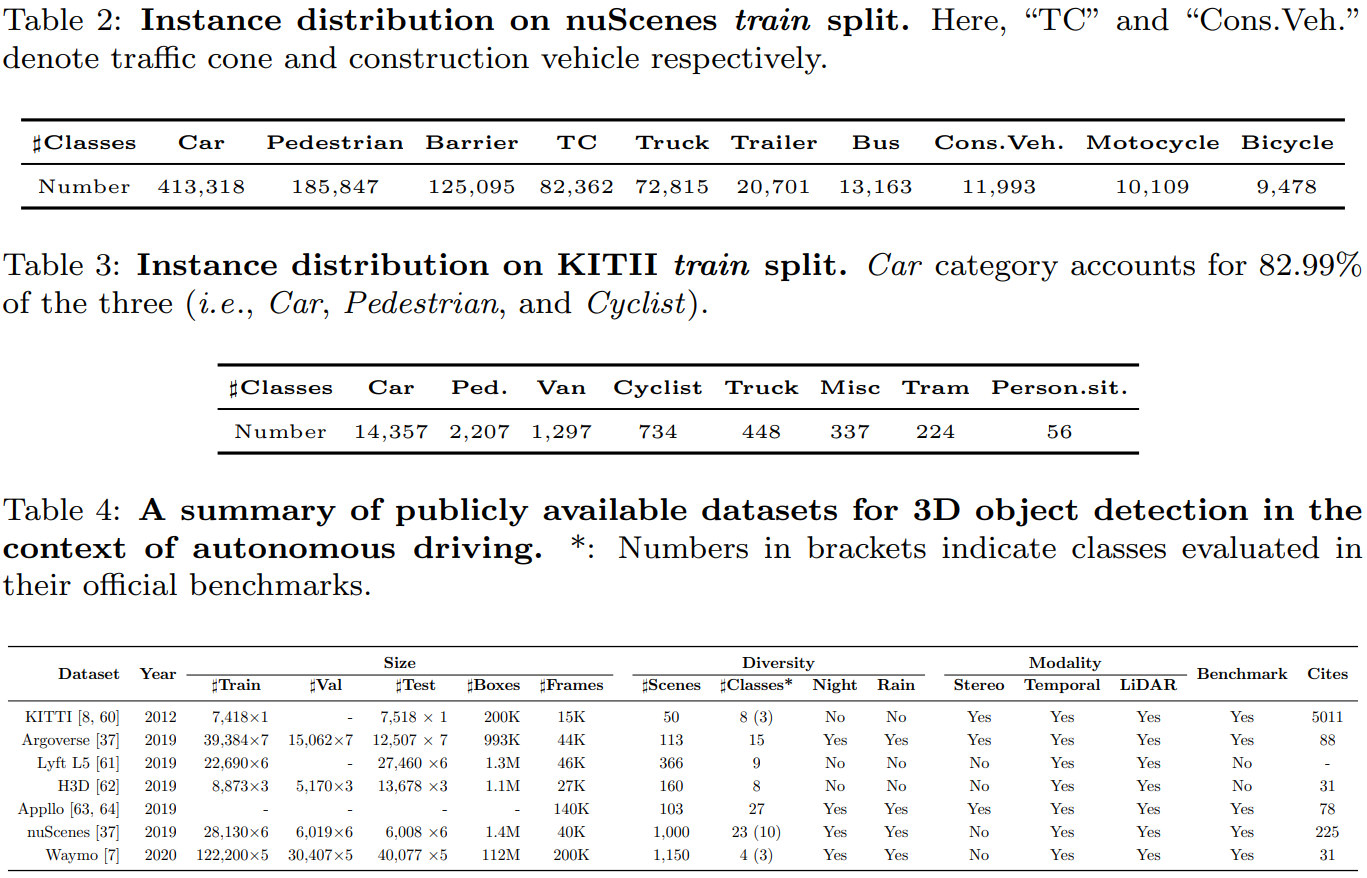 Table 2: Instance distribution on nuScenes train split. Here, “TC” and “Cons.Veh.”
denote traffic cone and construction vehicle respectively.
♯Classes Car Pedestrian Barrier TC Truck Trailer Bus Cons.Veh. Motocycle Bicycle
Number 413,318 185,847 125,095 82,362 72,815 20,701 13,163 11,993 10,109 9,478
Table 3: Instance distribution on KITII train split. Car category accounts for 82.99%
of the three (i.e., Car, Pedestrian, and Cyclist).
♯Classes Car Ped. Van Cyclist Truck Misc Tram Person.sit.
Number 14,357 2,207 1,297 734 448 337 224 56
Table 4: A summary of publicly available datasets for 3D object detection in the
context of autonomous driving. *: Numbers in brackets indicate classes evaluated in
their official benchmarks.
Dataset Year Size Diversity Modality Benchmark Cites
♯Train ♯Val ♯Test ♯Boxes ♯Frames ♯Scenes ♯Classes* Night Rain Stereo Temporal LiDAR
KITTI [8, 60] 2012 7,418×1 - 7,518 × 1 200K 15K 50 8 (3) No No Yes Yes Yes Yes 5011
Argoverse [37] 2019 39,384×7 15,062×7 12,507 × 7 993K 44K 113 15 Yes Yes Yes Yes Yes Yes 88
Lyft L5 [61] 2019 22,690×6 - 27,460 ×6 1.3M 46K 366 9 No No No Yes Yes No -
H3D [62] 2019 8,873×3 5,170×3 13,678 ×3 1.1M 27K 160 8 No No No Yes Yes No 31
Appllo [63, 64] 2019 - - - - 140K 103 27 Yes Yes Yes Yes Yes Yes 78
nuScenes [37] 2019 28,130×6 6,019×6 6,008 ×6 1.4M 40K 1,000 23 (10) Yes Yes No Yes Yes Yes 225
Waymo [7] 2020 122,200×5 30,407×5 40,077 ×5 112M 200K 1,150 4 (3) Yes Yes No Yes Yes Yes 31